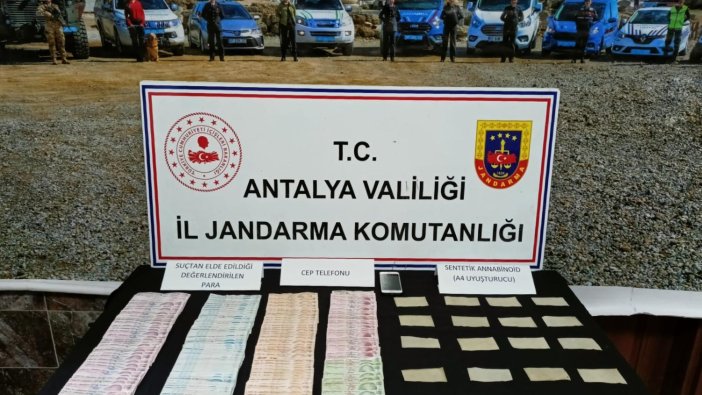 T.C.
ANTALYA VALİLİĞİ
İL JANDARMA KOMUTANLIĞI
JANDARMA
SUÇTAN ELDE EDİLDİĞİ
DEĞERLENDİRİLEN
PARA
CEP TELEFONU
SENTETİK ANNABİNOİD
(A4 UYUŞTURUCU)